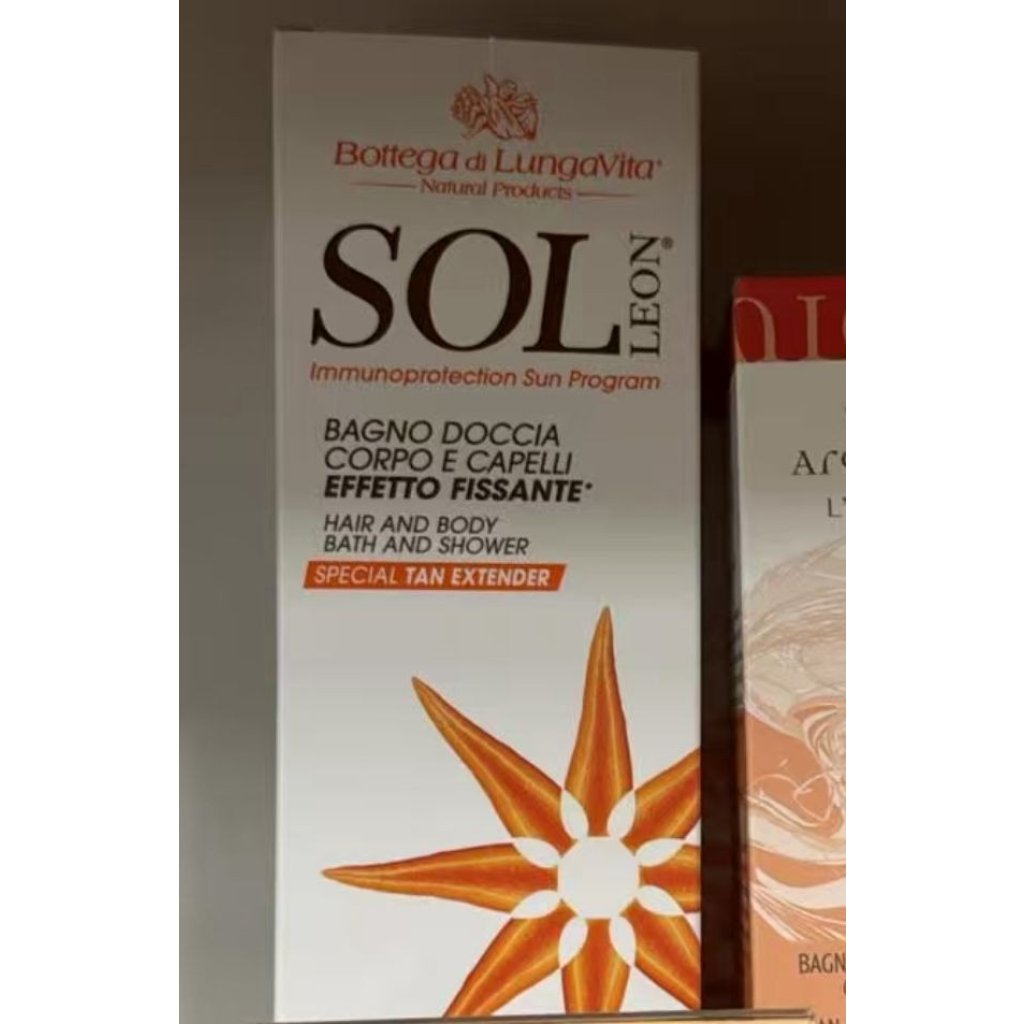 Bottega di LungaVita
Natural Products
SOL
LEON®
Immunoprotection Sun Program
BAGNO DOCCIA
CORPO E CAPELLI
EFFETTO FISSANTE*
HAIR AND BODY
BATH AND SHOWER
SPECIAL TAN EXTENDER